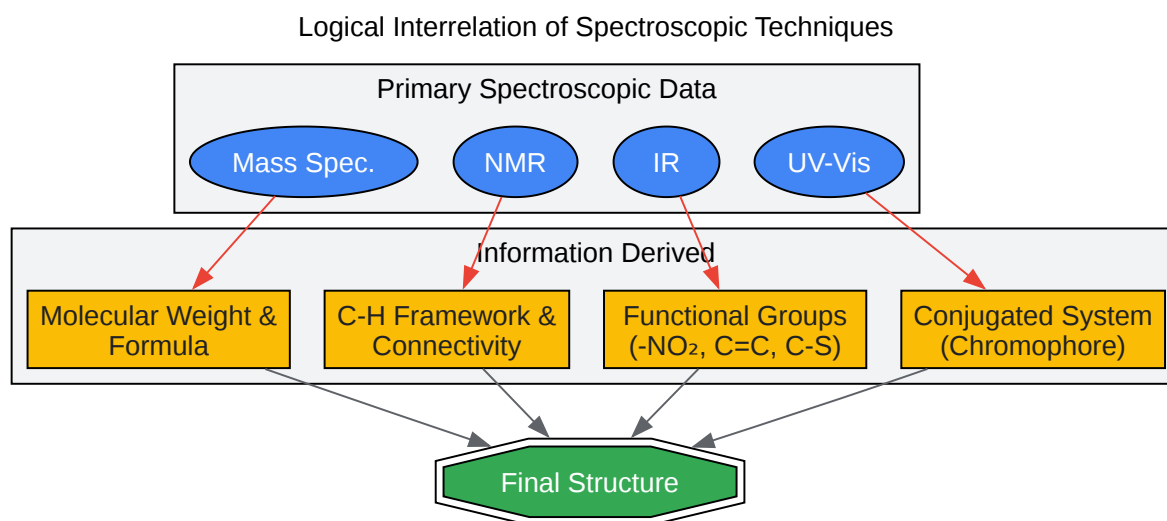 Logical Interrelation of Spectroscopic Techniques
Primary Spectroscopic Data
Mass Spec.
NMR
IR
UV-Vis
Information Derived
Molecular Weight &
Formula
C-H Framework &
Connectivity
Functional Groups
(-NO₂, C=C, C-S)
Conjugated System
(Chromophore)
Final Structure